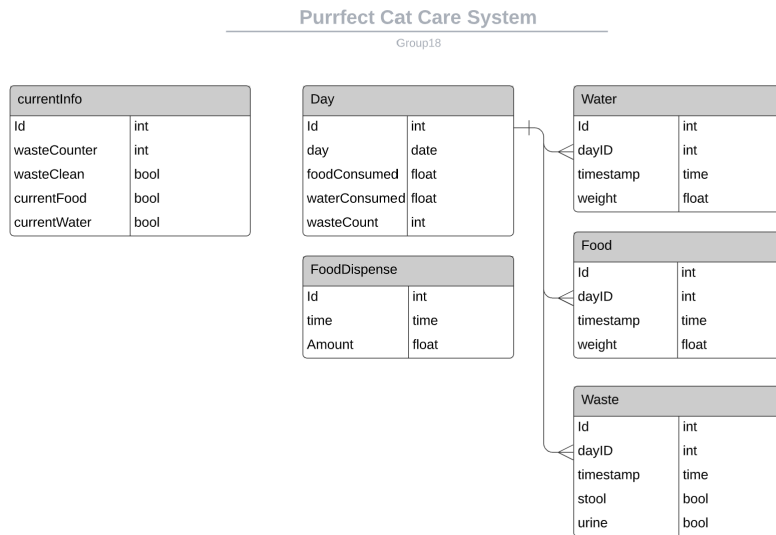 Purrfect Cat Care System
Group18
currentInfo
Id int
wasteCounter int
wasteClean bool
currentFood bool
currentWater bool
Day
Id int
day date
foodConsumed float
waterConsumed float
wasteCount int
FoodDispense
Id int
time time
Amount float
Water
Id int
dayID int
timestamp time
weight float
Food
Id int
dayID int
timestamp time
weight float
Waste
Id int
dayID int
timestamp time
stool bool
urine bool